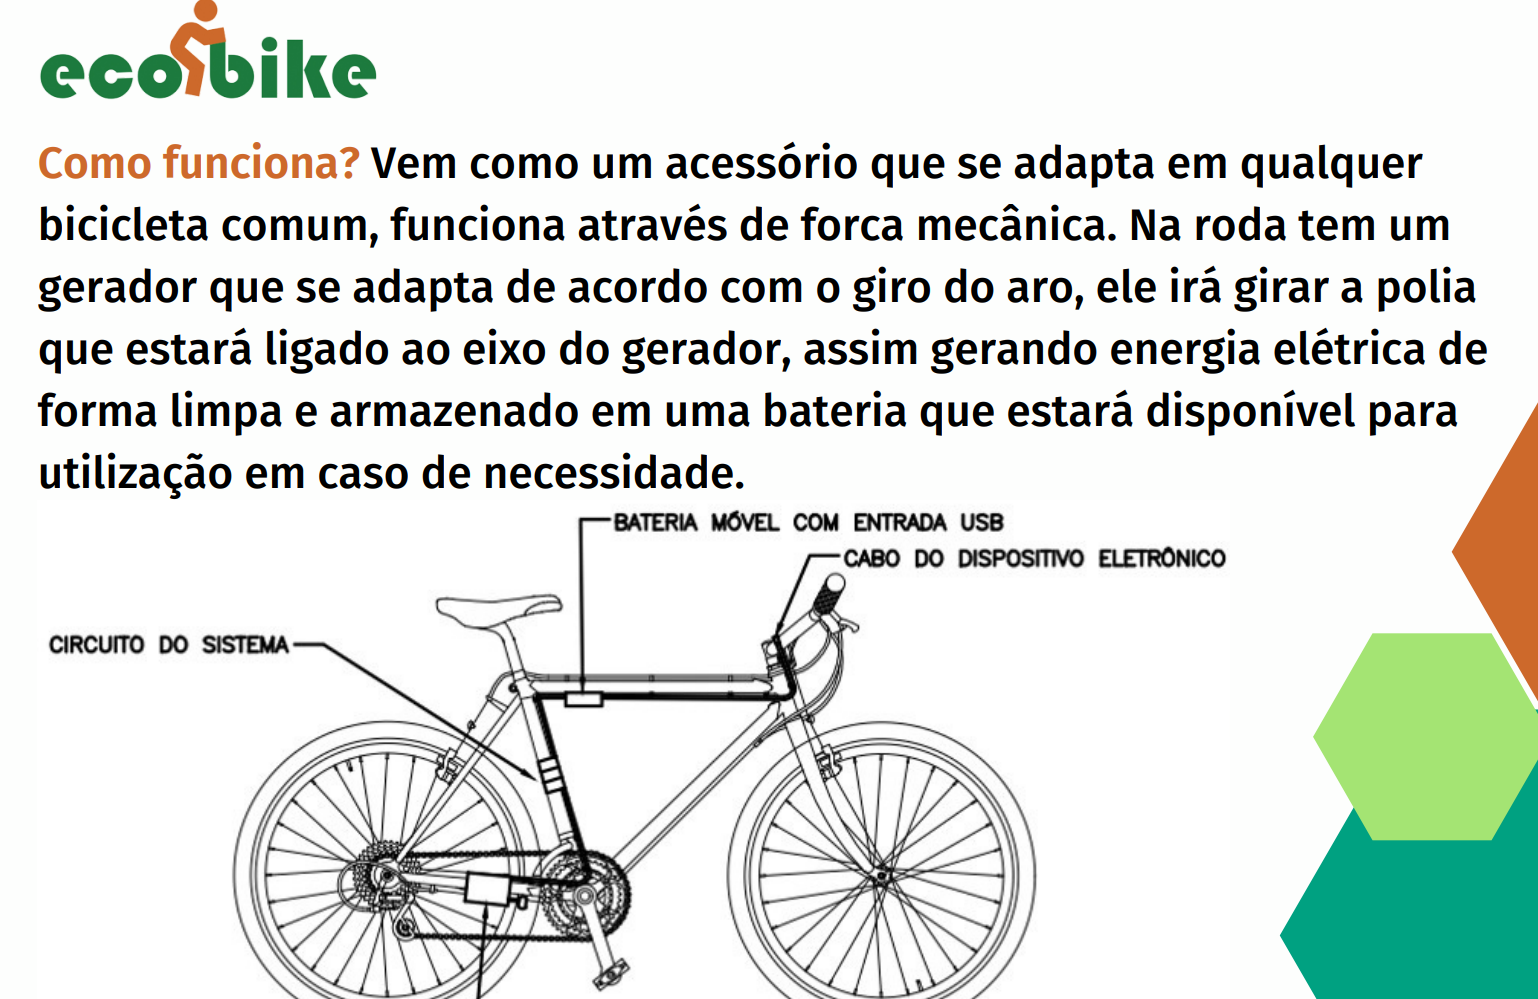 ecobike
Como funciona? Vem como um acessório que se adapta em qualquer
bicicleta comum, funciona através de forca mecânica. Na roda tem um
gerador que se adapta de acordo com o giro do aro, ele irá girar a polia
que estará ligado ao eixo do gerador, assim gerando energia elétrica de
forma limpa e armazenado em uma bateria que estará disponível para
utilização em caso de necessidade.
BATERIA MÓVEL COM ENTRADA USB
CABO DO DISPOSITIVO ELETRÔNICO
CIRCUITO DO SISTEMA